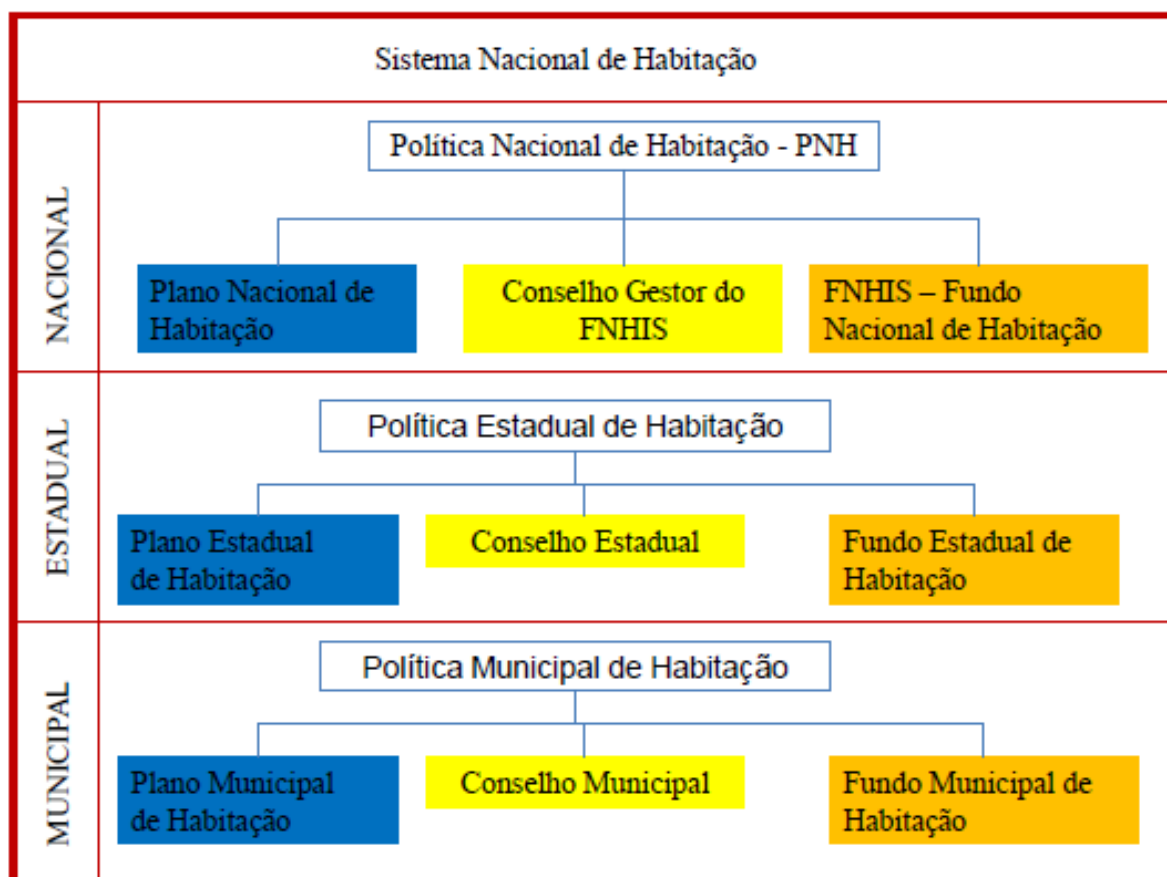 Sistema Nacional de Habitação
NACIONAL
Política Nacional de Habitação - PNH
Plano Nacional de
Habitação
Conselho Gestor do
FNHIS
FNHIS – Fundo
Nacional de Habitação
ESTADUAL
Política Estadual de Habitação
Plano Estadual
de Habitação
Conselho Estadual
Fundo Estadual de
Habitação
MUNICIPAL
Política Municipal de Habitação
Plano Municipal
de Habitação
Conselho Municipal
Fundo Municipal de
Habitação